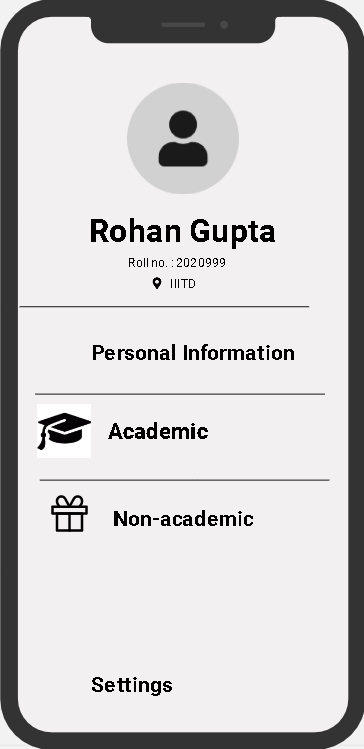 Rohan Gupta
Roll no. : 2020999
IIITD
Personal Information
Academic
Non-academic
Settings